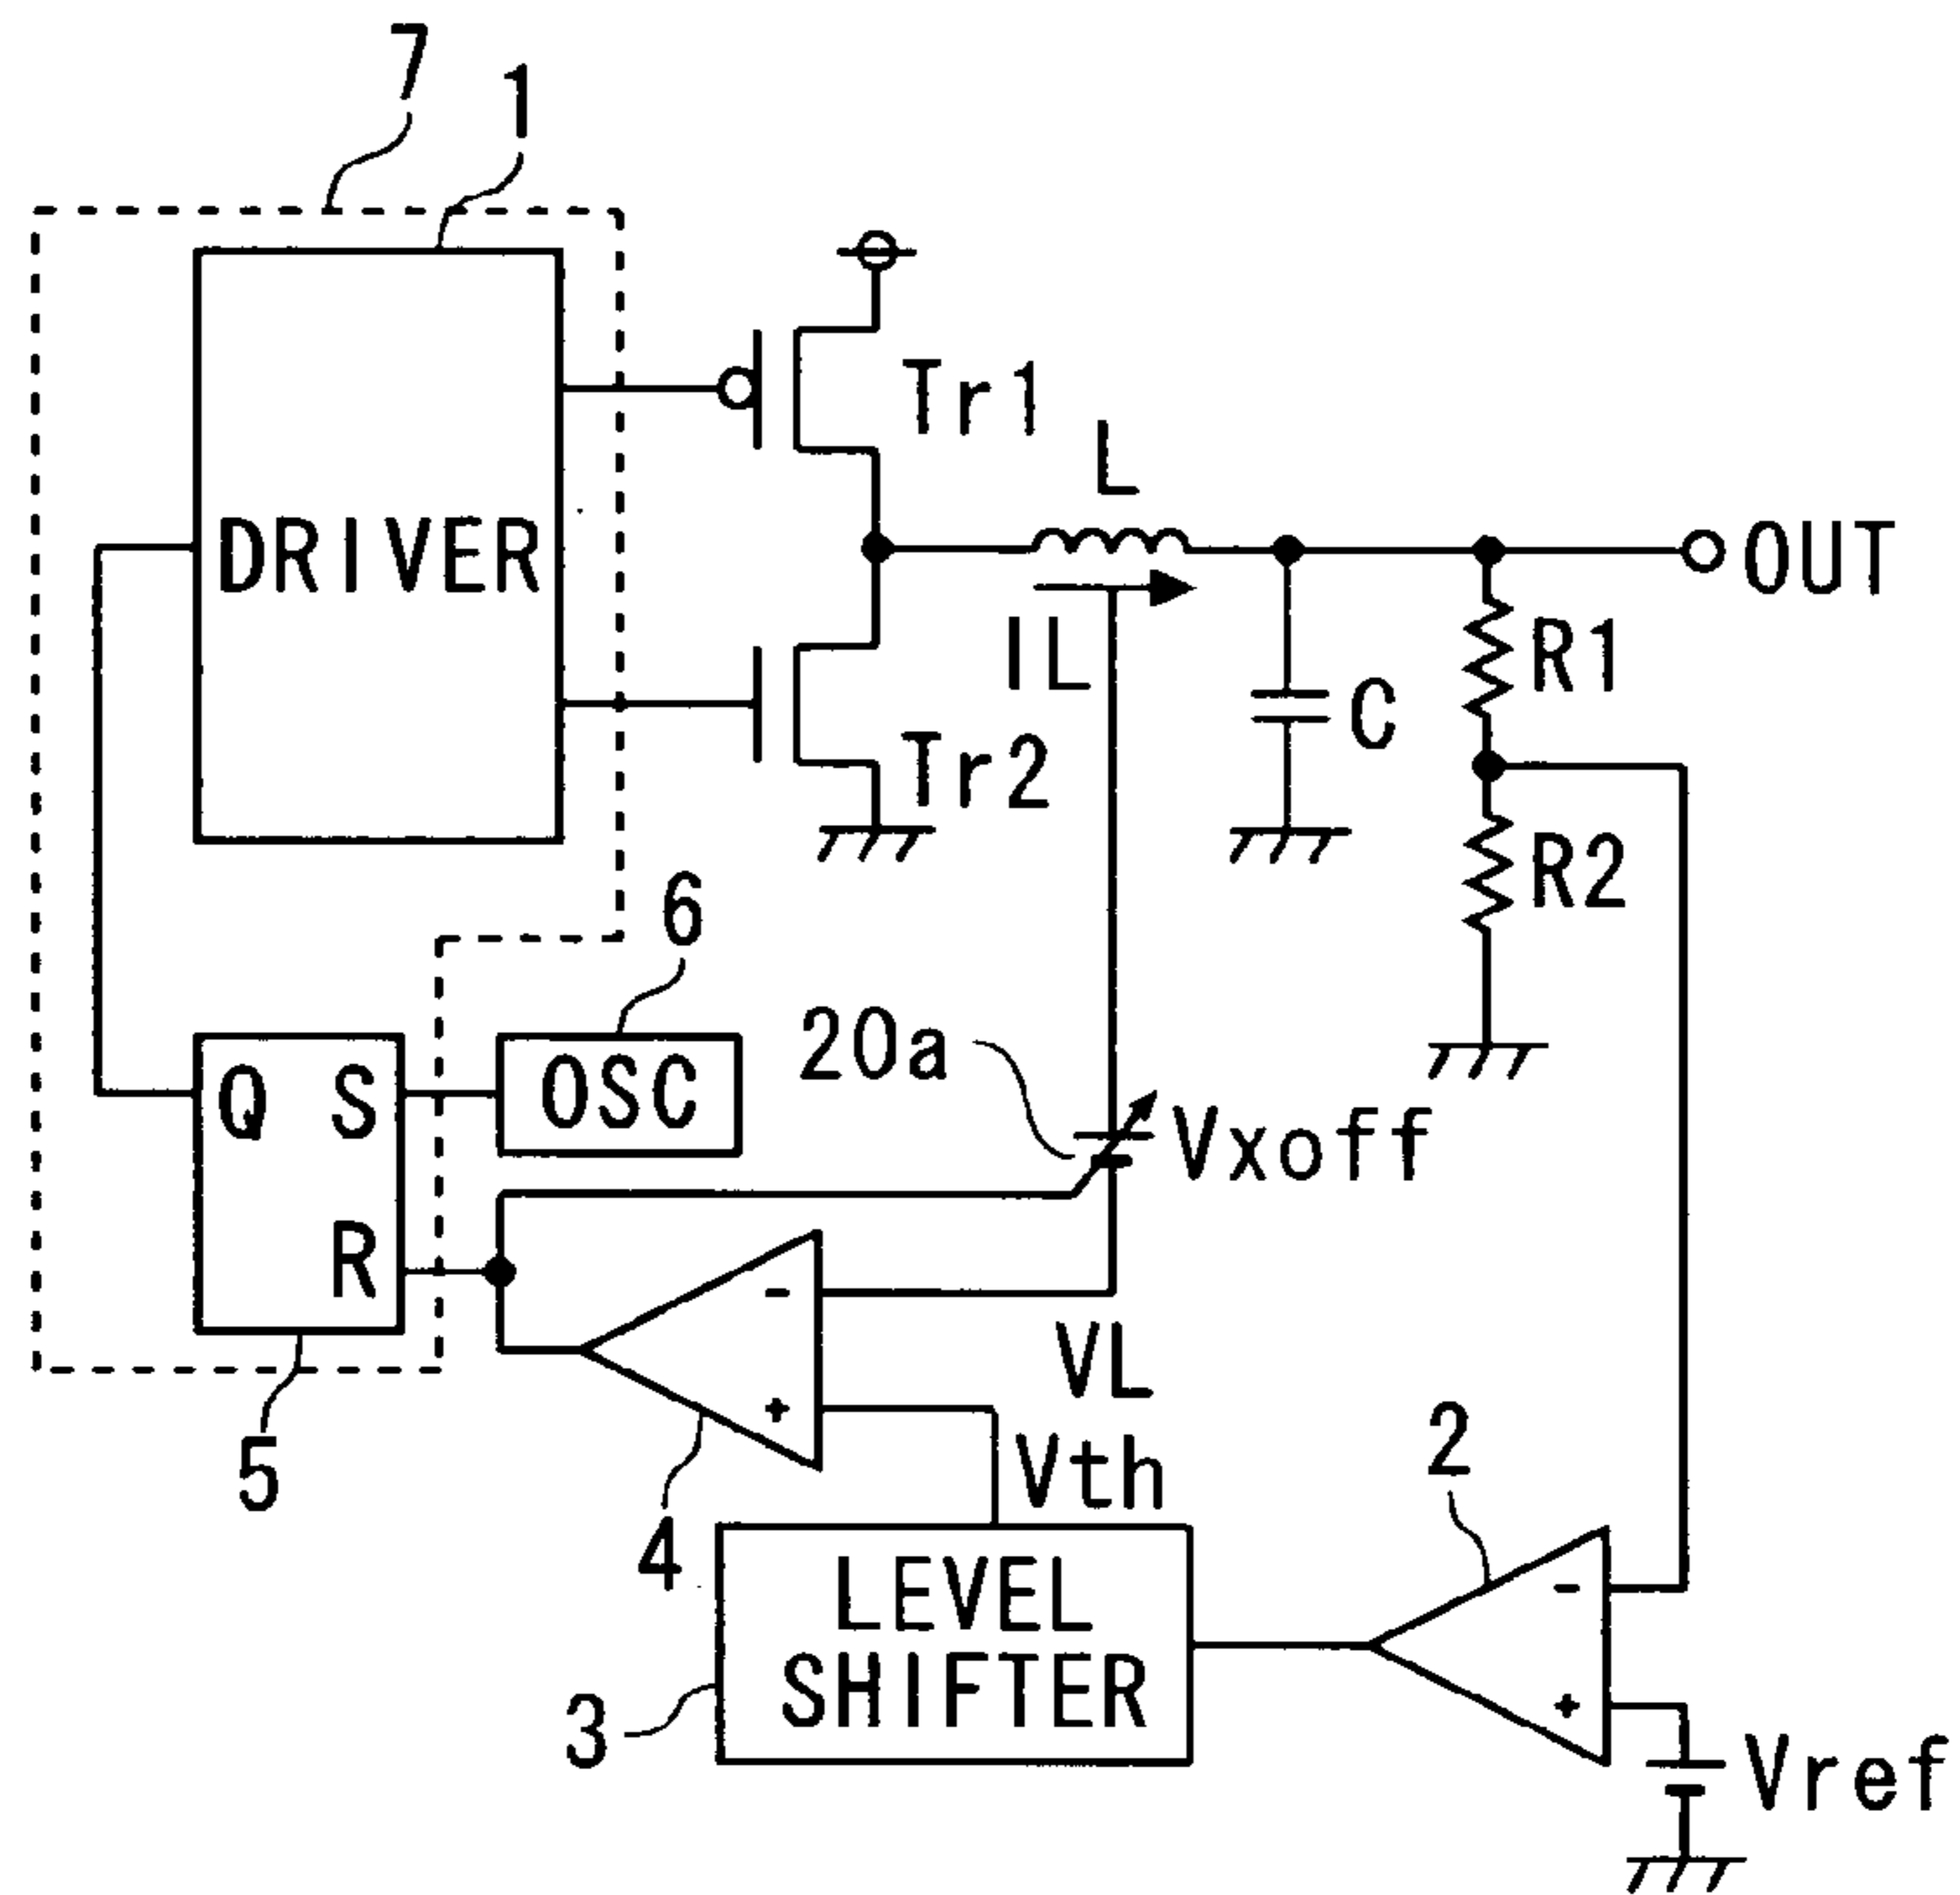 7
1
DRIVER
Tr1
L
OUT
IL
R1
C
Tr2
R2
6
20a
Q S
OSC
Vxoff
R
-
+
VL
Vth
5
4
2
LEVEL
SHIFTER
3
-
+
Vref